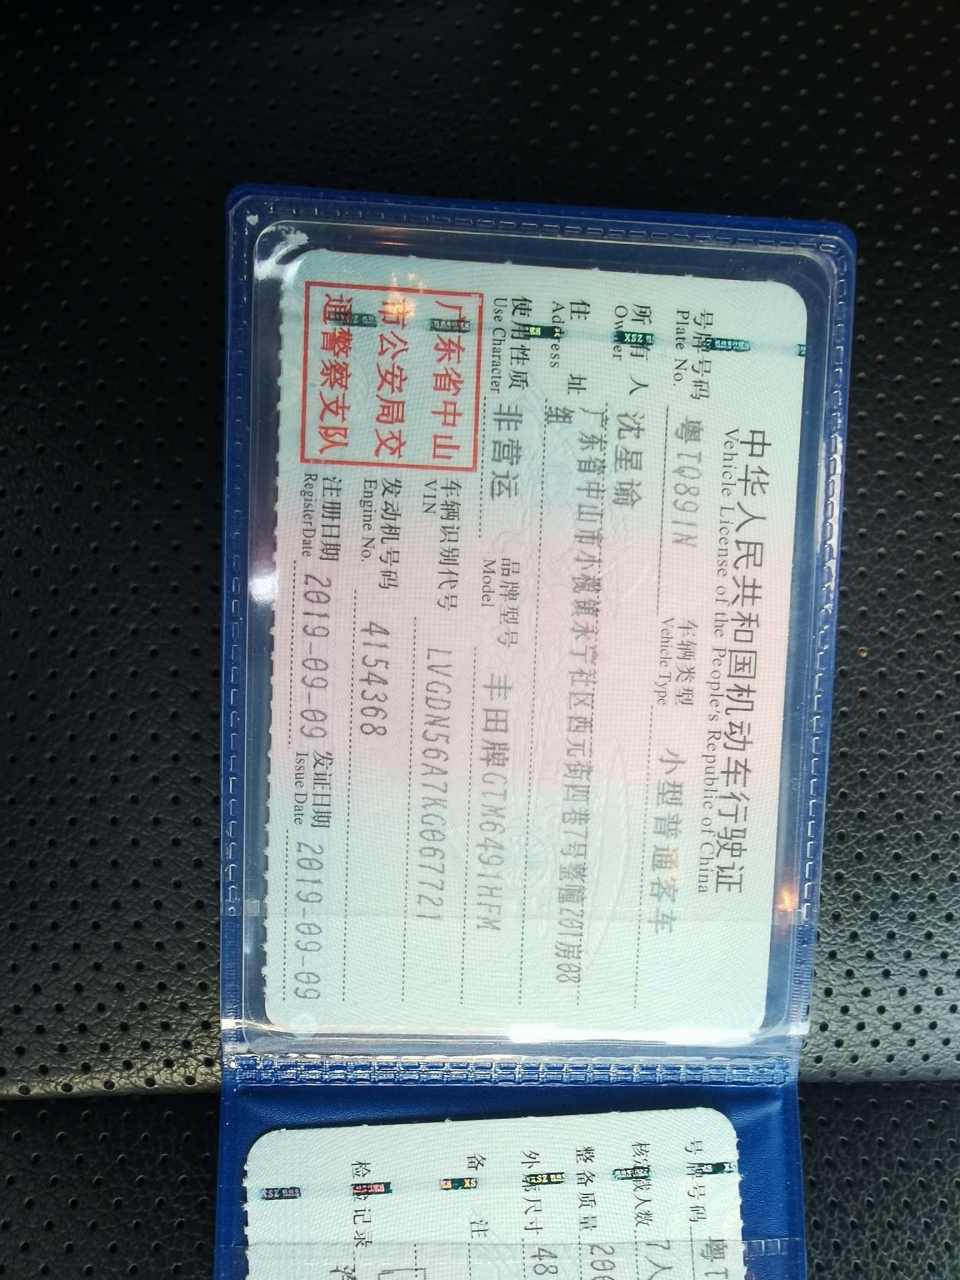 中华人民共和国机动车行驶证
Vehicle License of the People's Republic of China
号牌号码 粤TQ891N 车辆类型 小型普通客车
Plate No. Vehicle Type
所有人 沈星瑜
Owner
住址 广东省中山市小榄镇永宁社区西元街四巷7号整幢201房08
Address 组
使用性质 非营运 品牌型号 丰田牌GTM6491HFM
Use Character Model
广东省中山
市公安局交
通警察支队
车辆识别代号 LVGDN56A7KG067721
VIN
发动机号码 4154368
Engine No.
注册日期 2019-09-09 发证日期 2019-09-09
Register Date Issue Date
号牌号码 粤T
核定载人数 7人
整备质量 20
外廓尺寸 48
备注
检验记录